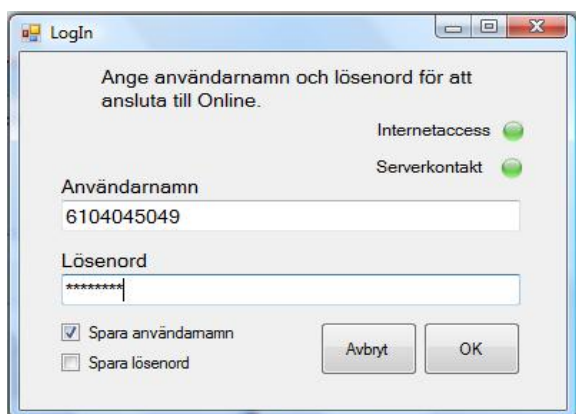 LogIn
Ange användarnamn och lösenord för att
ansluta till Online.
Internetaccess
Serverkontakt
Användarnamn
6104045049
Lösenord
********
Spara användarnamn
Spara lösenord
Avbryt
OK